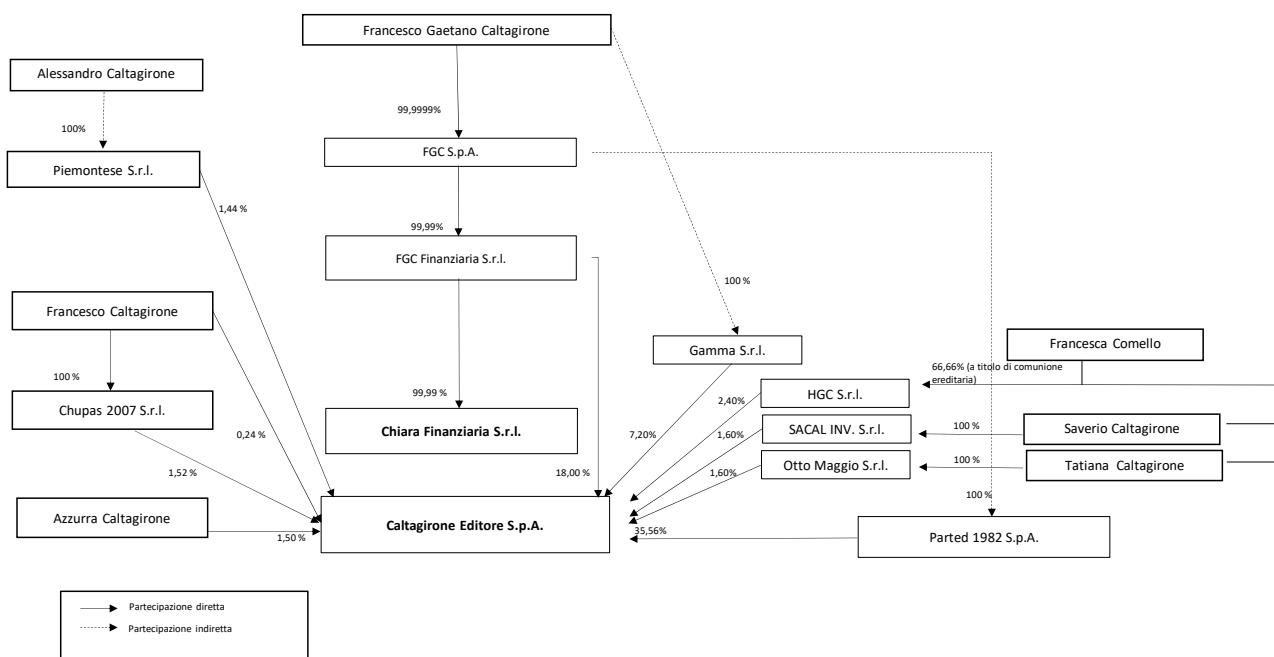 Francesco Gaetano Caltagirone
Alessandro Caltagirone
99,9999%
100%
FGC S.p.A.
Piemontese S.r.l.
1,44 %
99,99%
FGC Finanziaria S.r.l.
100 %
Francesco Caltagirone
Gamma S.r.l.
Francesca Comello
66,66% (a titolo di comunione
ereditaria)
100 %
99,99 %
HGC S.r.l.
2,40%
Chupas 2007 S.r.l.
Chiara Finanziaria S.r.l.
0,24 %
7,20%
1,60%
SACAL INV. S.r.l.
100 %
Saverio Caltagirone
1,52 %
18,00 %
1,60%
Otto Maggio S.r.l.
100 %
Tatiana Caltagirone
100 %
Azzurra Caltagirone
1,50%
Caltagirone Editore S.p.A.
35,56%
Parted 1982 S.p.A.
Partecipazione diretta
Partecipazione indiretta